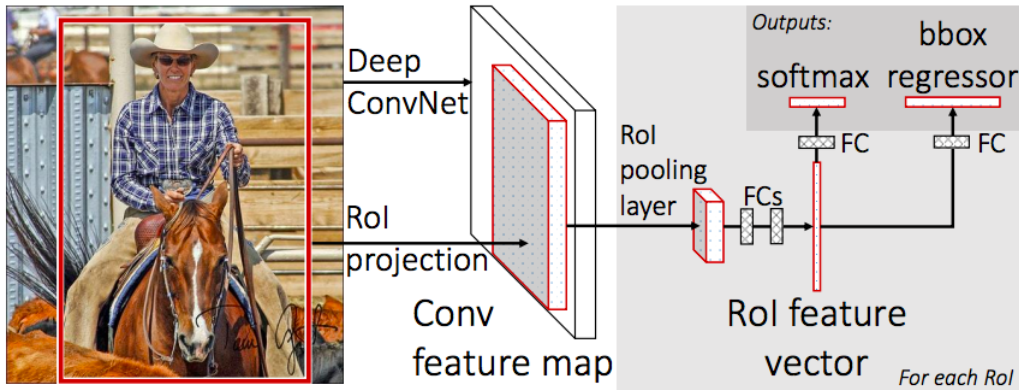 Deep
ConvNet
RoI
projection
Conv
feature map
RoI
pooling
layer
FCs
Outputs:
softmax
bbox
regressor
FC
FC
RoI feature
vector
For each RoI